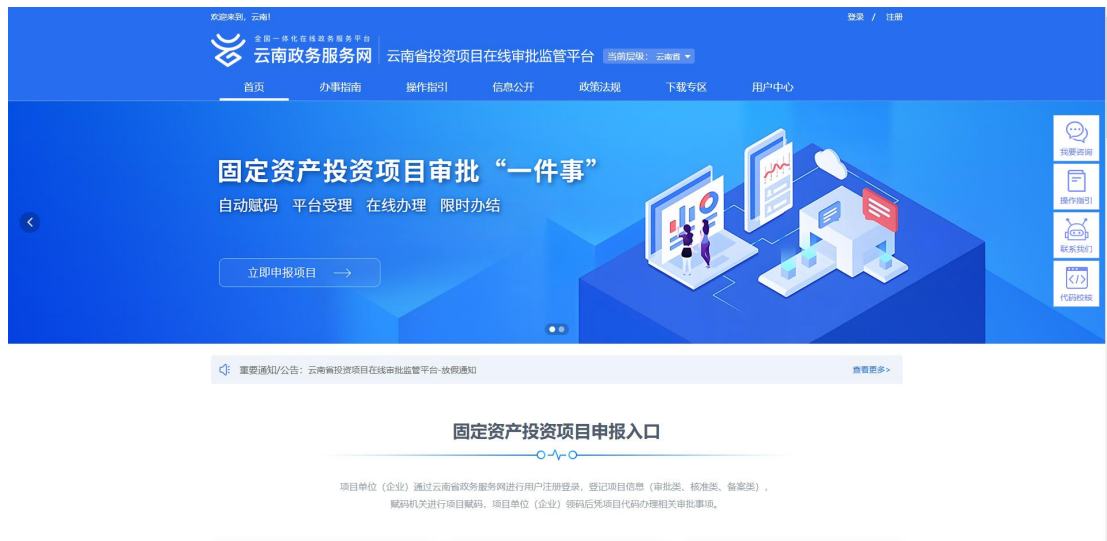 欢迎来到，云南！
登录 / 注册
全国一体化在线政务服务平台
云南政务服务网
云南省投资项目在线审批监管平台
当前层级：云南省
首页 办事指南 操作指引 信息公开 政策法规 下载专区 用户中心
固定资产投资项目审批“一件事”
自动赋码 平台受理 在线办理 限时办结
立即申报项目
我要咨询
操作指引
联系我们
代码校核
重要通知/公告：云南省投资项目在线审批监管平台-放假通知
查看更多>
固定资产投资项目申报入口
项目单位（企业）通过云南省政务服务网进行用户注册登录，登记项目信息（审批类、核准类、备案类），
赋码机关进行项目赋码，项目单位（企业）领码后凭项目代码办理相关审批事项。